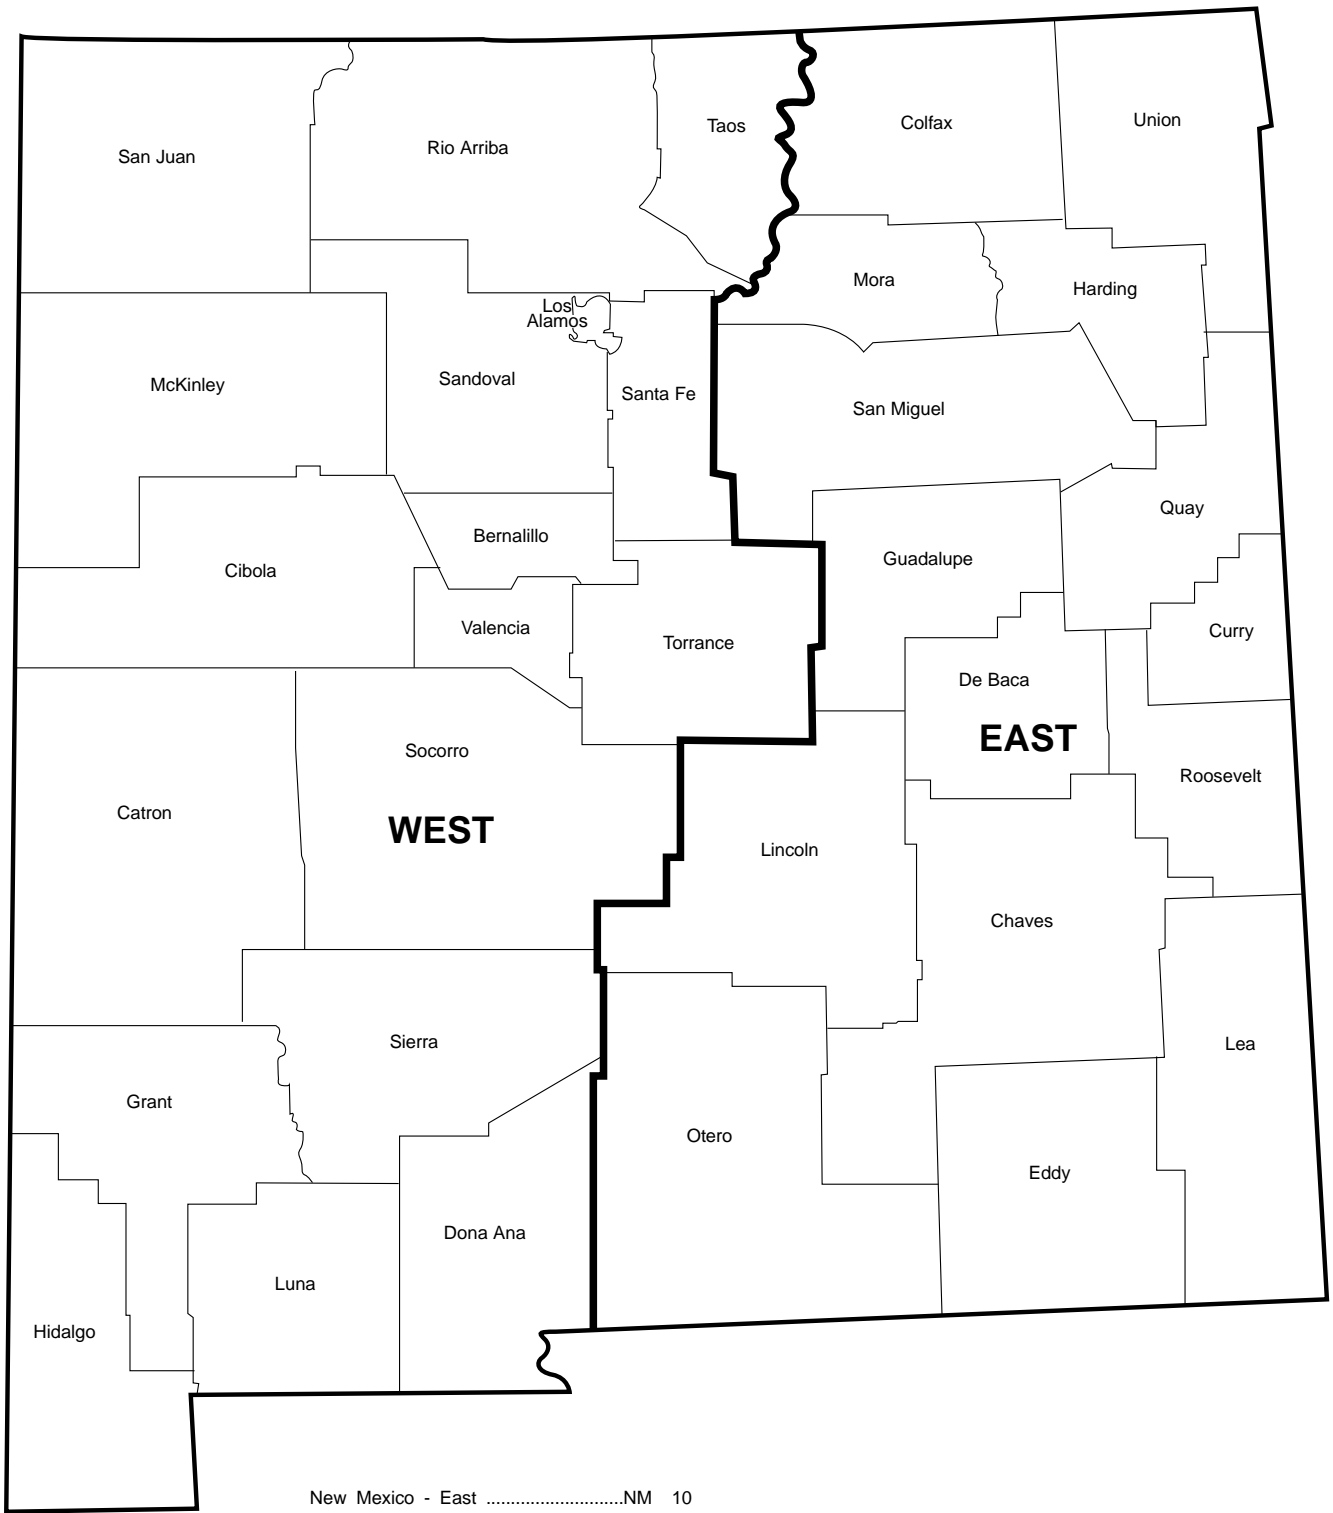 Union
Colfax
Taos
Rio Arriba
San Juan
Mora
Harding
Los
Alamos
Sandoval
McKinley
Santa Fe
San Miguel
Quay
Bernalillo
Guadalupe
Cibola
Valencia
Torrance
Curry
De Baca
EAST
Socorro
Roosevelt
Catron
WEST
Lincoln
Chaves
Sierra
Lea
Grant
Otero
Eddy
Dona Ana
Luna
Hidalgo
New Mexico - East ............................NM 10